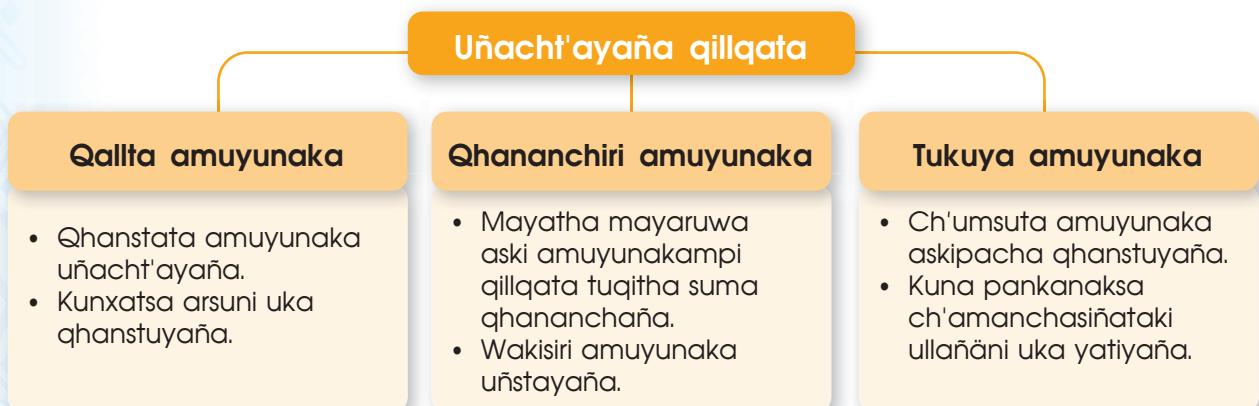 Uñacht'ayaña qillqata
Qallta amuyunaka
• Qhanstata amuyunaka
uñacht'ayaña.
• Kunxatsa arsuni uka
qhanstuyaña.
Qhananchiri amuyunaka
• Mayatha mayaruwa
aski amuyunakampi
qillqata tuqitha suma
qhananchaña.
• Wakisiri amuyunaka
uñstayaña.
Tukuya amuyunaka
• Ch'umsuta amuyunaka
askipacha qhanstuyaña.
• Kuna pankanaksa
ch'amanchasiñataki
ullañäni uka yatiyaña.